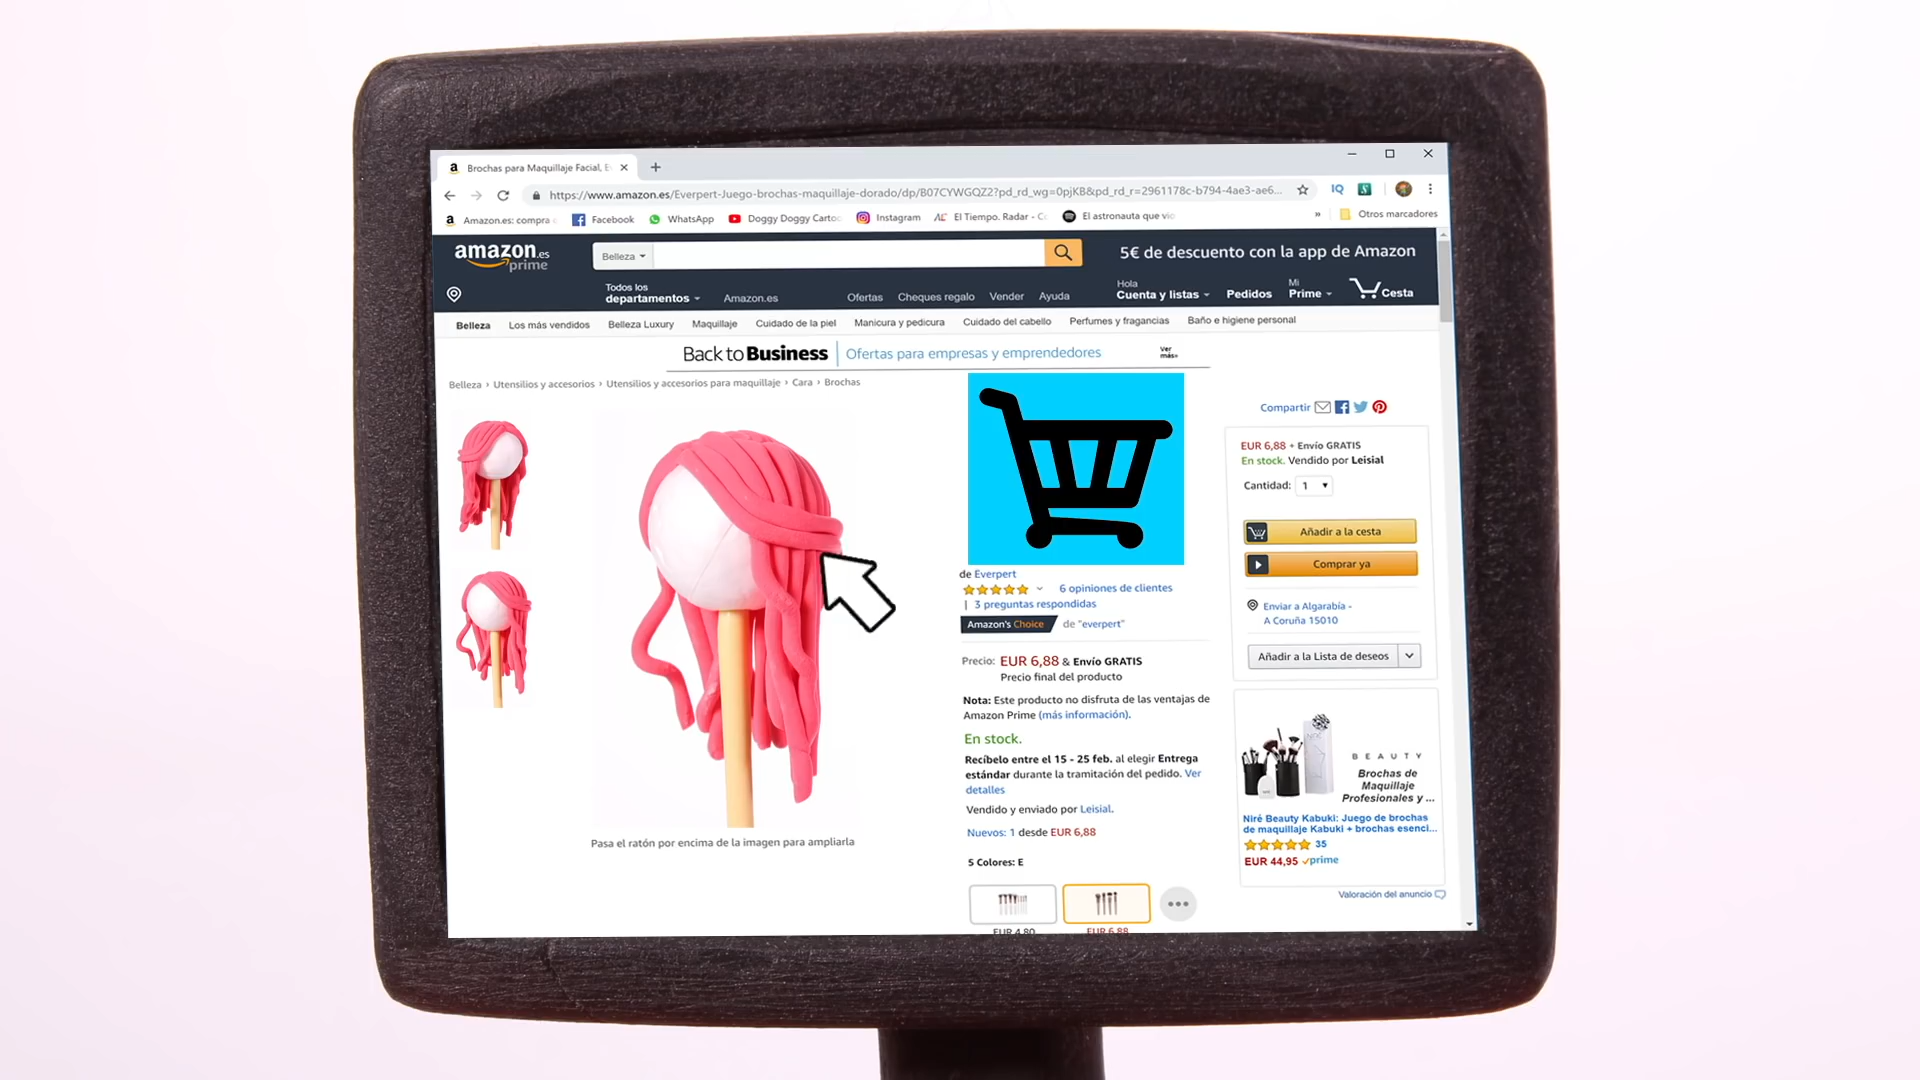 Brochas para Maquillaje Facial, E
https://www.amazon.es/Everpert-Juego-brochas-maquillaje-dorado/dp/B07CYWGQZ2?pd_rd_wg=0pjKB&pd_rd_r=2961178c-b794-4ae3-ae6...
Amazon.es: compra
Facebook
WhatsApp
Doggy Doggy Cartoo
Instagram
El Tiempo. Radar - C
El astronauta que vio
» Otros marcadores
amazon.es
prime
Belleza
5€ de descuento con la app de Amazon
Todos los
departamentos
Amazon.es
Ofertas
Cheques regalo
Vender
Ayuda
Hola
Cuenta y listas
Pedidos
Mi
Prime
Cesta
Belleza Los más vendidos Belleza Luxury Maquillaje Cuidado de la piel Manicura y pedicura Cuidado del cabello Perfumes y fragancias Baño e higiene personal
Back to Business | Ofertas para empresas y emprendedores
Ver
más»
Belleza › Utensilios y accesorios › Utensilios y accesorios para maquillaje › Cara › Brochas
Pasa el ratón por encima de la imagen para ampliarla
de Everpert
6 opiniones de clientes
| 3 preguntas respondidas
Amazon's Choice de "everpert"
Precio: EUR 6,88 & Envío GRATIS
Precio final del producto
Nota: Este producto no disfruta de las ventajas de
Amazon Prime (más información).
En stock.
Recíbelo entre el 15 - 25 feb. al elegir Entrega
estándar durante la tramitación del pedido. Ver
detalles
Vendido y enviado por Leisial.
Nuevos: 1 desde EUR 6,88
5 Colores: E
EUR 4,80
EUR 6,88
Compartir
EUR 6,88 + Envío GRATIS
En stock. Vendido por Leisial
Cantidad: 1
Añadir a la cesta
Comprar ya
Enviar a Algarabía -
A Coruña 15010
Añadir a la Lista de deseos
BEAUTY
Brochas de
Maquillaje
Profesionales y ...
Niré Beauty Kabuki: Juego de brochas
de maquillaje Kabuki + brochas esenci...
35
EUR 44,95 prime
Valoración del anuncio